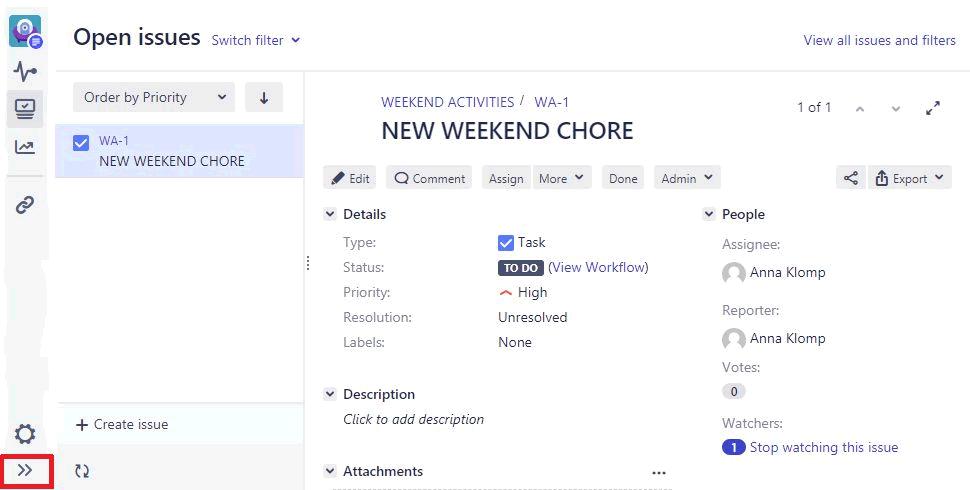 Open issues Switch filter
View all issues and filters
Order by Priority
WA-1
NEW WEEKEND CHORE
Create issue
WEEKEND ACTIVITIES / WA-1
1 of 1
NEW WEEKEND CHORE
Edit Comment Assign More Done Admin Export
Details
Type: Task
Status: TO DO (View Workflow)
Priority: High
Resolution: Unresolved
Labels: None
Description
Click to add description
Attachments
People
Assignee:
Anna Klomp
Reporter:
Anna Klomp
Votes:
0
Watchers:
1 Stop watching this issue